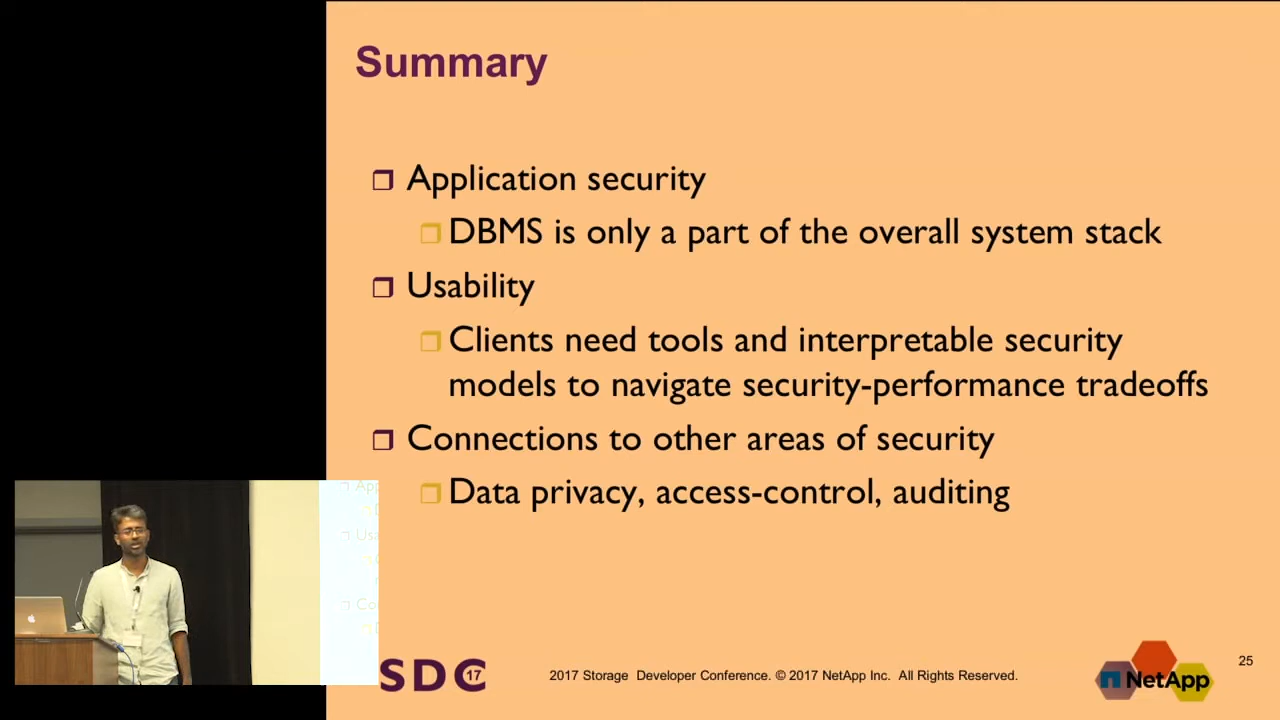 Summary
Application security
DBMS is only a part of the overall system stack
Usability
Clients need tools and interpretable security
models to navigate security-performance tradeoffs
Connections to other areas of security
Data privacy, access-control, auditing
SDC 17
2017 Storage Developer Conference. © 2017 NetApp Inc. All Rights Reserved.
NetApp
25